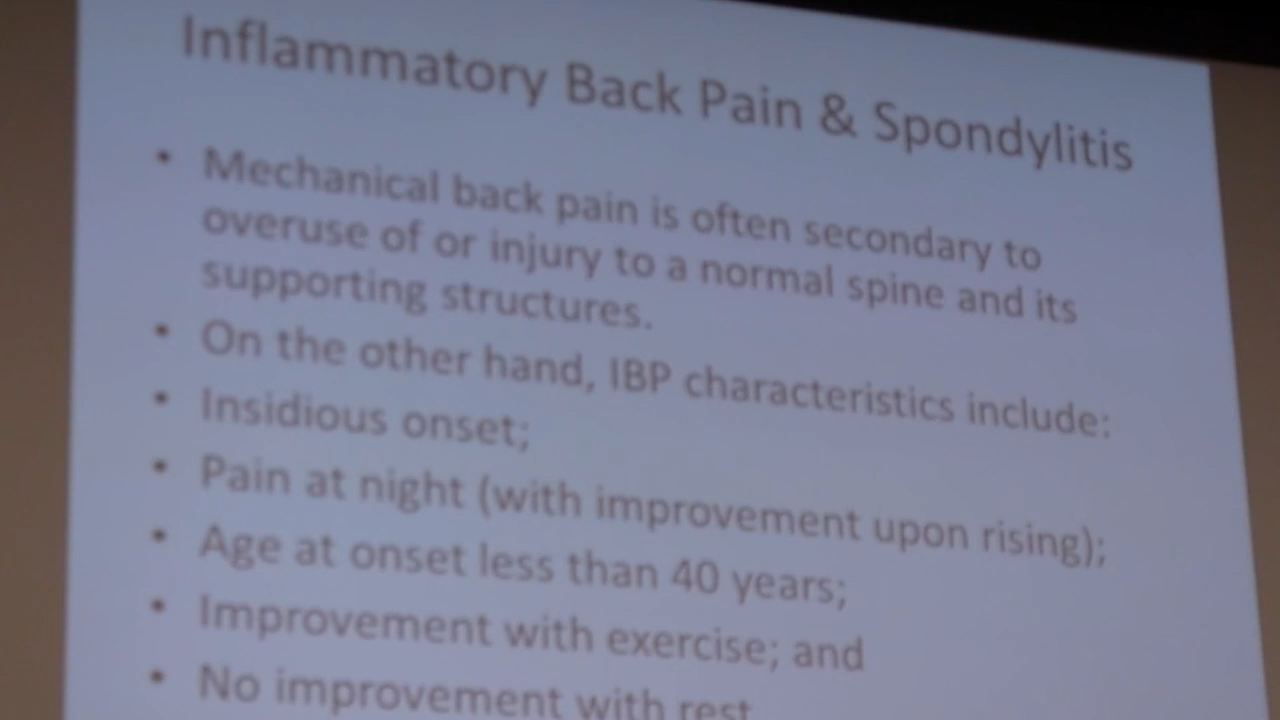 Inflammatory Back Pain & Spondylitis
• Mechanical back pain is often secondary to
overuse of or injury to a normal spine and its
supporting structures.
• On the other hand, IBP characteristics include:
• Insidious onset;
• Pain at night (with improvement upon rising);
• Age at onset less than 40 years;
• Improvement with exercise; and
• No improvement with rest